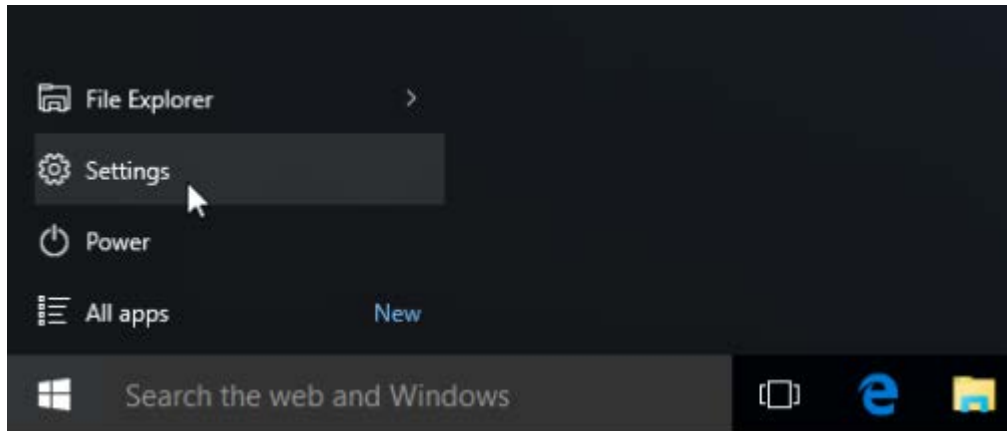 File Explorer
Settings
Power
All apps New
Search the web and Windows